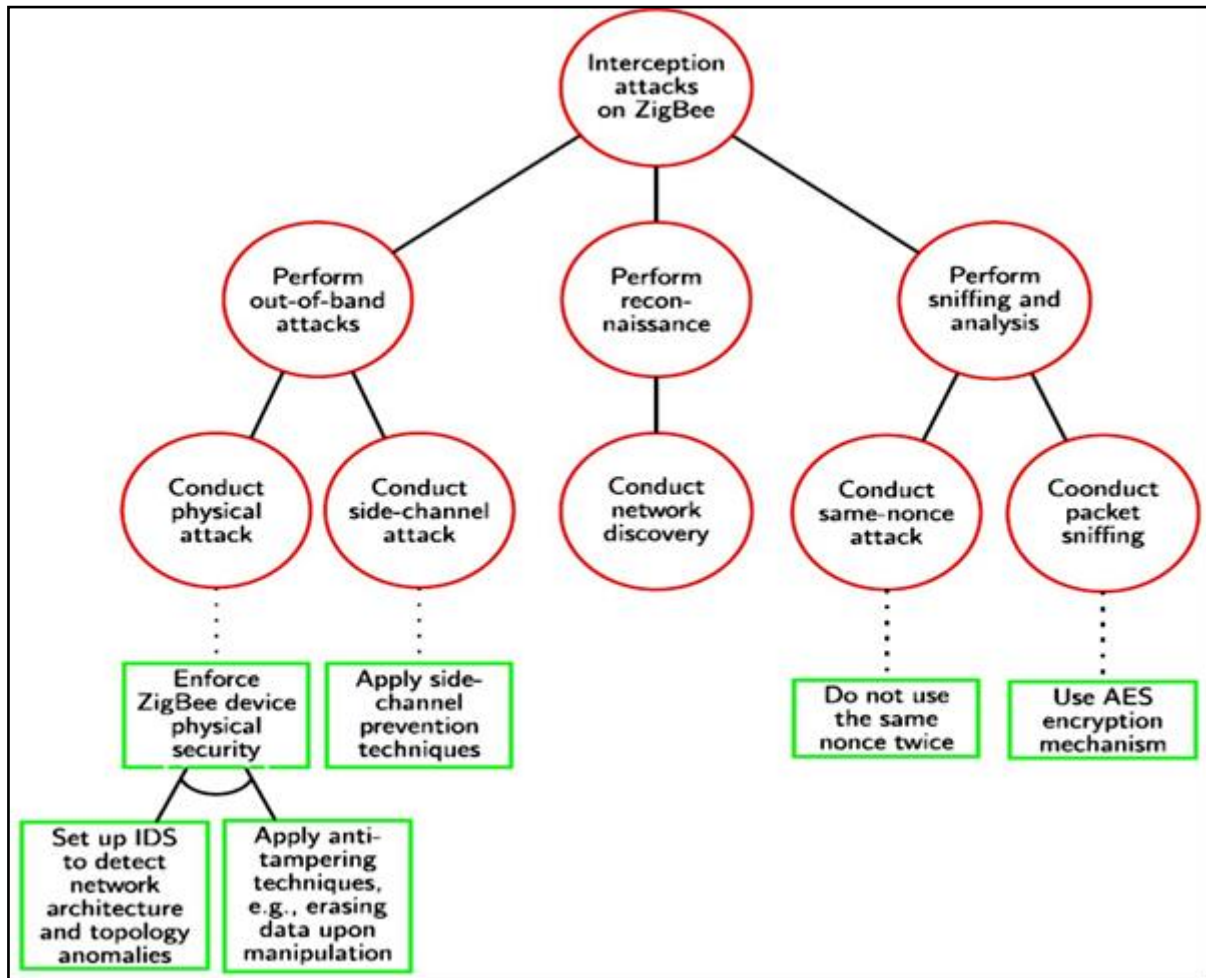 Interception
attacks
on ZigBee
Perform
out-of-band
attacks
Perform
recon-
naissance
Perform
sniffing and
analysis
Conduct
physical
attack
Conduct
side-channel
attack
Conduct
network
discovery
Conduct
same-nonce
attack
Coonduct
packet
sniffing
Enforce
ZigBee device
physical
security
Apply side-
channel
prevention
techniques
Do not use
the same
nonce twice
Use AES
encryption
mechanism
Set up IDS
to detect
network
architecture
and topology
anomalies
Apply anti-
tampering
techniques,
e.g., erasing
data upon
manipulation